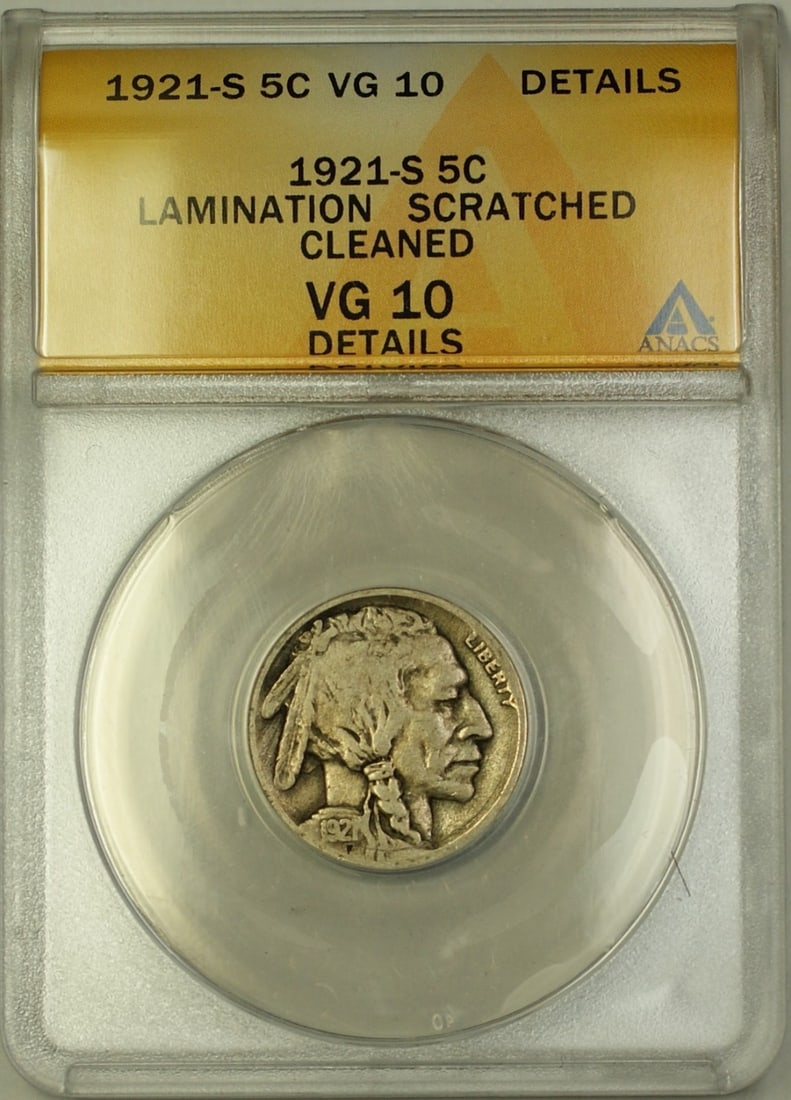 1921-S 5C VG 10 DETAILS
1921-S 5C
LAMINATION SCRATCHED
CLEANED
VG 10
DETAILS
ANACS
LIBERTY
1921